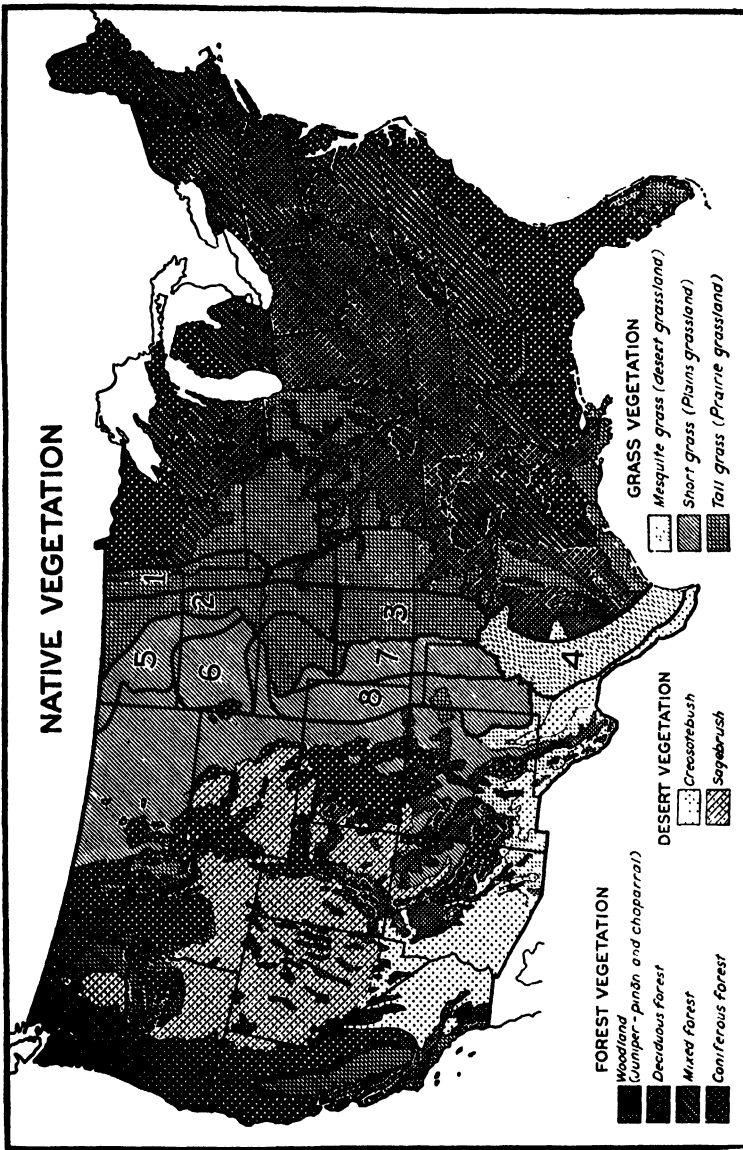 NATIVE VEGETATION
1
2
3
4
5
6
7
8
FOREST VEGETATION
Woodland
(Juniper-piñon and chaparral)
Deciduous forest
Mixed forest
Coniferous forest
DESERT VEGETATION
Creosotebush
Sagebrush
GRASS VEGETATION
Mesquite grass (desert grassland)
Short grass (Plains grassland)
Tall grass (Prairie grassland)